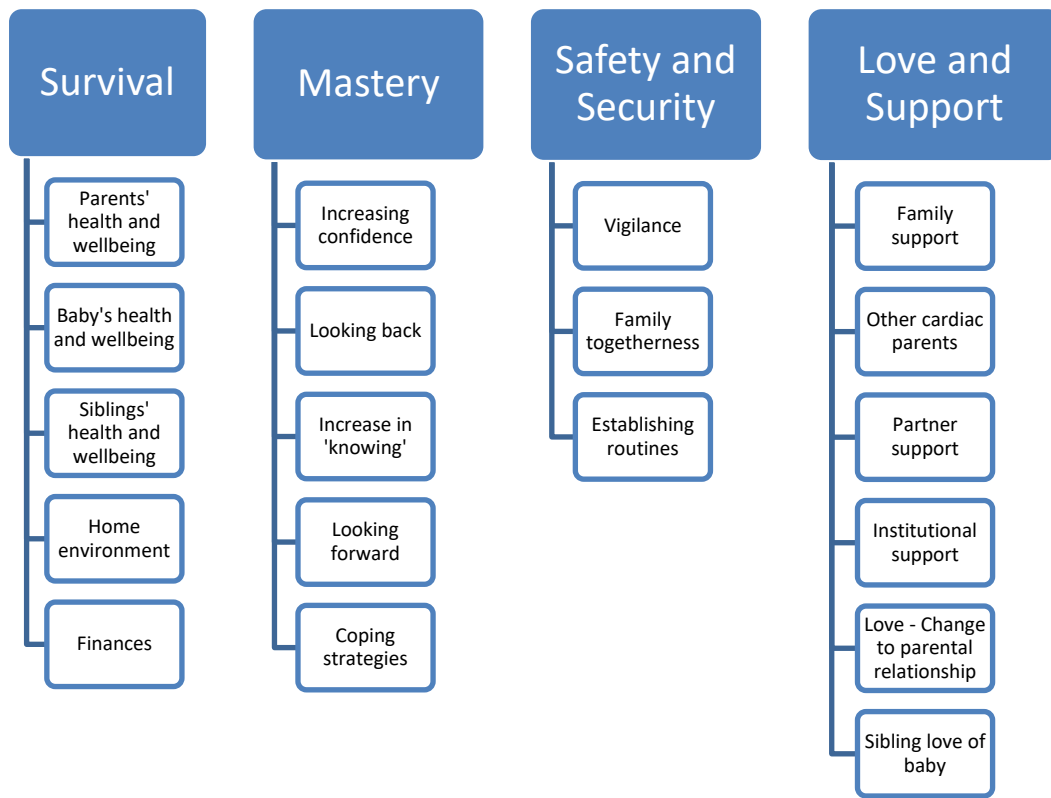 Survival
Parents'
health and
wellbeing
Baby's health
and wellbeing
Siblings'
health and
wellbeing
Home
environment
Finances
Mastery
Increasing
confidence
Looking back
Increase in
'knowing'
Looking
forward
Coping
strategies
Safety and
Security
Vigilance
Family
togetherness
Establishing
routines
Love and
Support
Family
support
Other cardiac
parents
Partner
support
Institutional
support
Love - Change
to parental
relationship
Sibling love of
baby